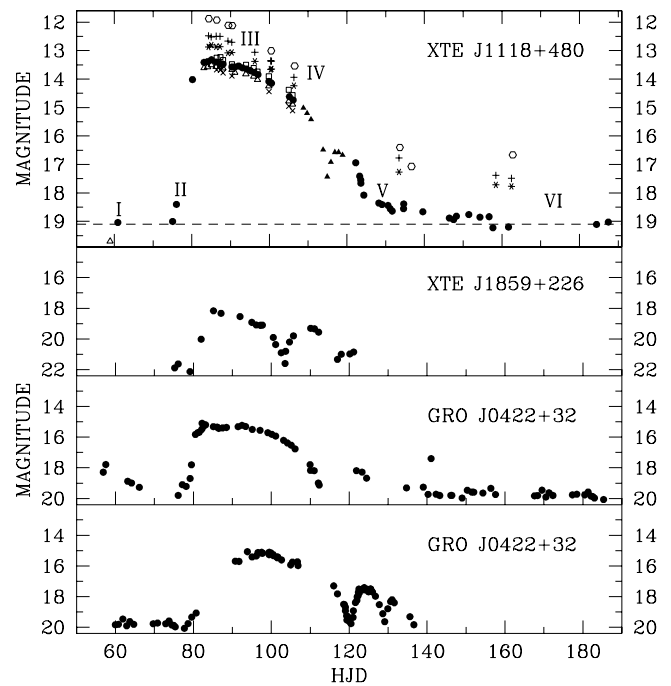 12 12
13 13
14 14
15 15
16 16
17 17
18 18
19 19
MAGNITUDE
XTE J1118+480
I
II
III
IV
V
VI
16 16
18 18
20 20
22 22
XTE J1859+226
14 14
16 16
18 18
20 20
MAGNITUDE
GRO J0422+32
14 14
16 16
18 18
20 20
GRO J0422+32
60 80 100 120 140 160 180
HJD